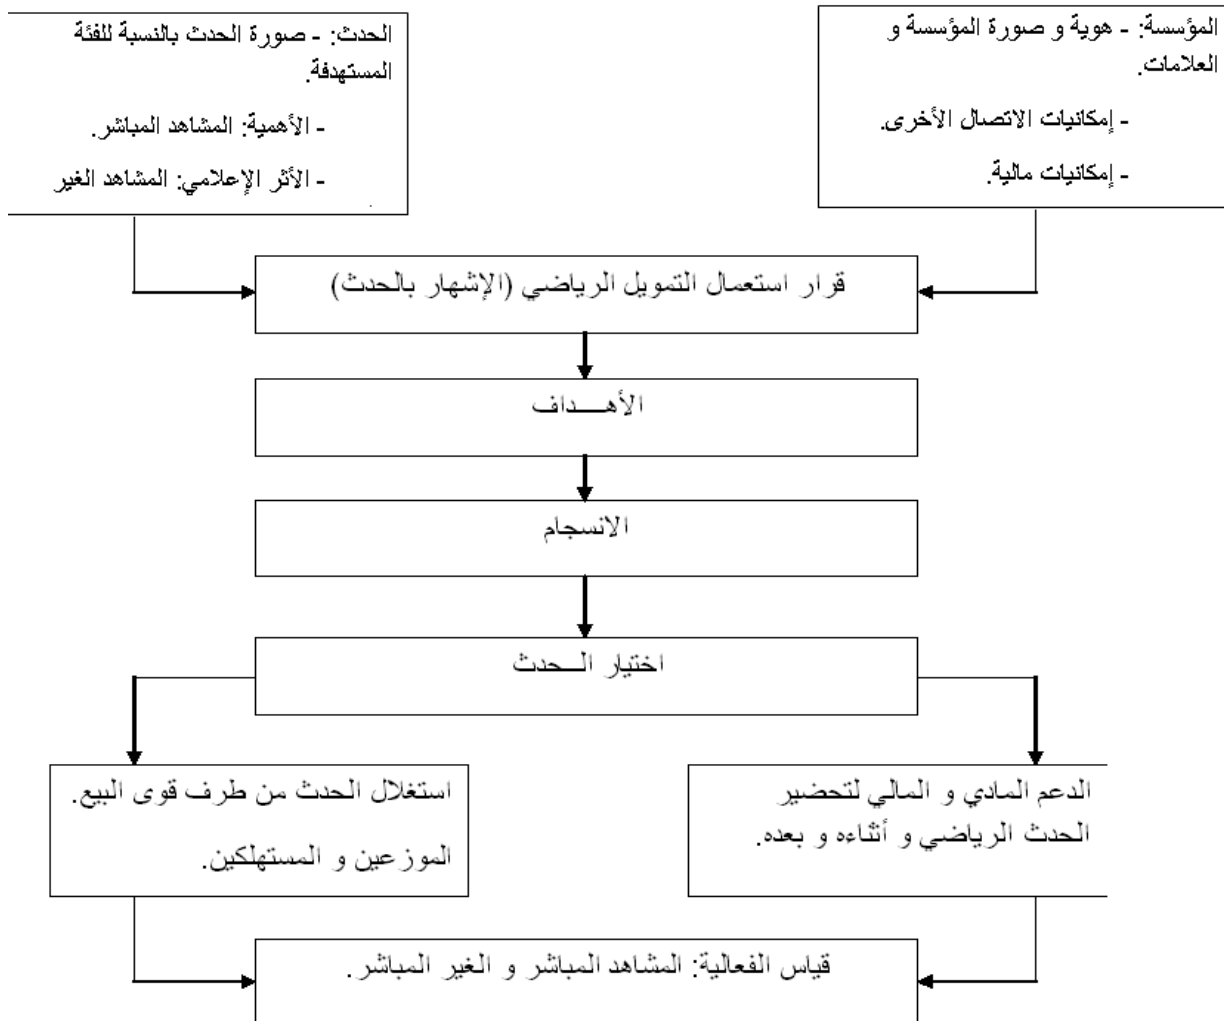 المؤسسة: - هوية و صورة المؤسسة و
العلامات.
- إمكانيات الاتصال الأخرى.
- إمكانيات مالية.
الحدث: - صورة الحدث بالنسبة للفئة
المستهدفة.
- الأهمية: المشاهد المباشر.
- الأثر الإعلامي: المشاهد الغير
قرار استعمال التمويل الرياضي (الإشهار بالحدث)
الأهــــداف
الانسجام
اختيار الــحدث
الدعم المادي و المالي لتحضير
الحدث الرياضي و أثناءه و بعده.
استغلال الحدث من طرف قوى البيع.
الموزعين و المستهلكين.
قياس الفعالية: المشاهد المباشر و الغير المباشر.